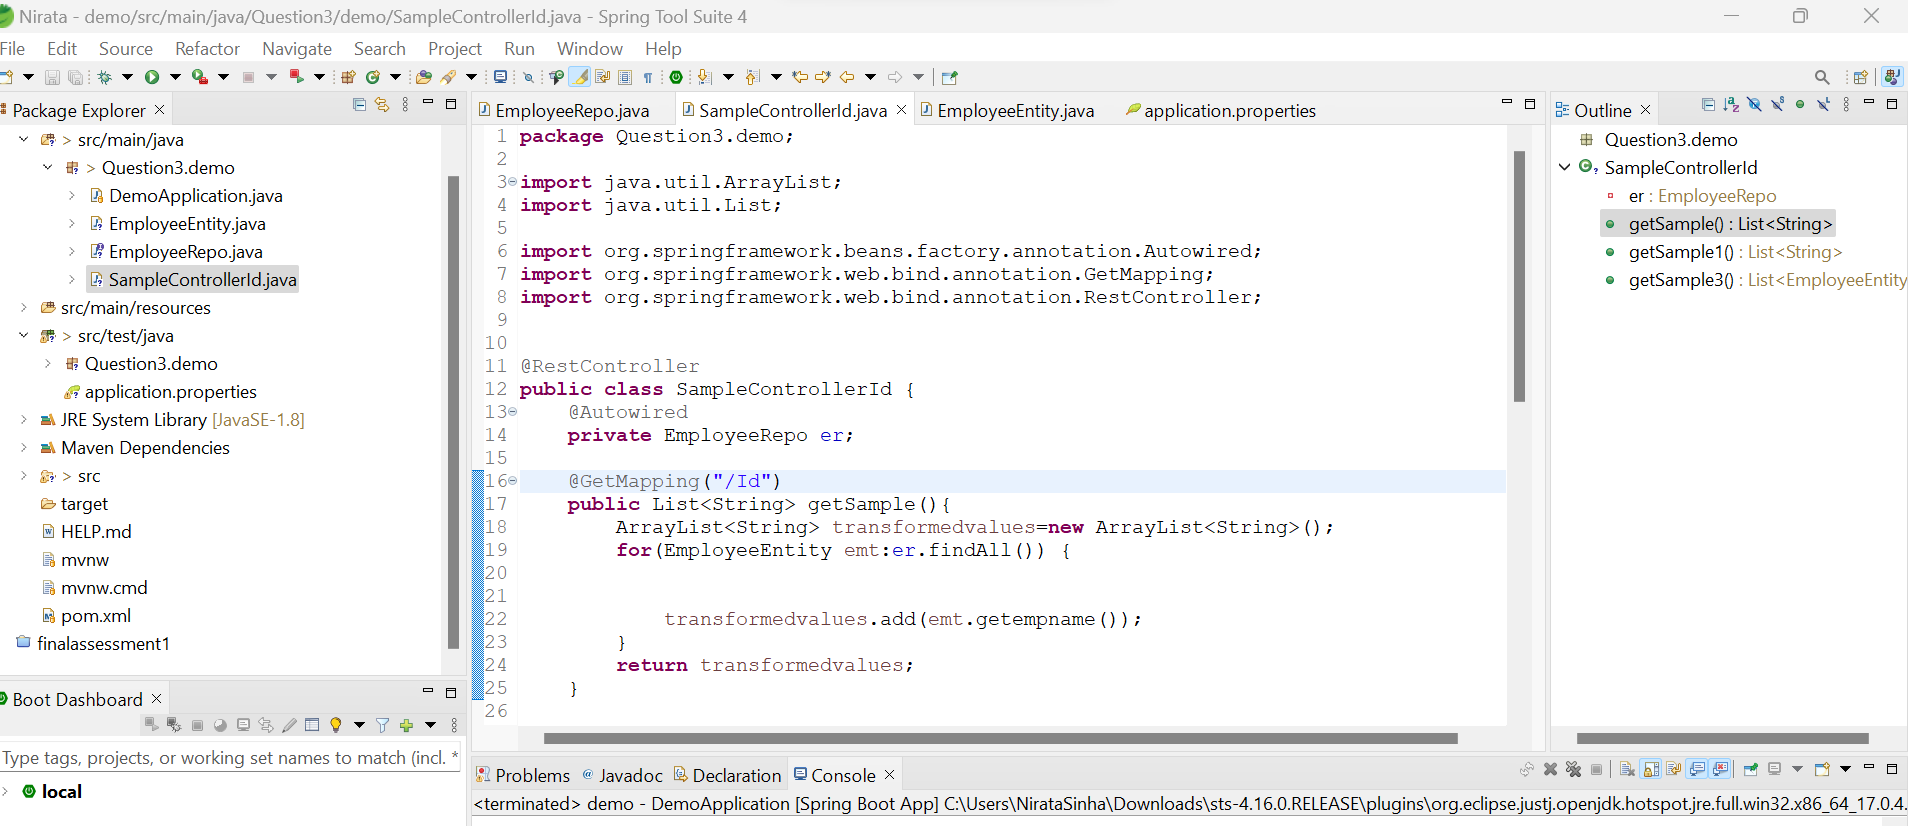 Nirata - demo/src/main/java/Question3/demo/SampleControllerId.java - Spring Tool Suite 4
File Edit Source Refactor Navigate Search Project Run Window Help
Package Explorer
> src/main/java
> Question3.demo
DemoApplication.java
EmployeeEntity.java
EmployeeRepo.java
SampleControllerId.java
src/main/resources
> src/test/java
Question3.demo
application.properties
JRE System Library [JavaSE-1.8]
Maven Dependencies
> src
target
HELP.md
mvnw
mvnw.cmd
pom.xml
finalassessment1
Boot Dashboard
Type tags, projects, or working set names to match (incl. *
local
EmployeeRepo.java SampleControllerId.java EmployeeEntity.java application.properties
1 package Question3.demo;
2
3 import java.util.ArrayList;
4 import java.util.List;
5
6 import org.springframework.beans.factory.annotation.Autowired;
7 import org.springframework.web.bind.annotation.GetMapping;
8 import org.springframework.web.bind.annotation.RestController;
9
10
11 @RestController
12 public class SampleControllerId {
13 @Autowired
14 private EmployeeRepo er;
15
16 @GetMapping("/Id")
17 public List<String> getSample(){
18 ArrayList<String> transformedvalues=new ArrayList<String>();
19 for(EmployeeEntity emt:er.findAll()) {
20
21
22 transformedvalues.add(emt.getempname());
23 }
24 return transformedvalues;
25 }
26
Outline
Question3.demo
SampleControllerId
er : EmployeeRepo
getSample() : List<String>
getSample1() : List<String>
getSample3() : List<EmployeeEntity
Problems @ Javadoc Declaration Console
<terminated> demo - DemoApplication [Spring Boot App] C:\Users\NirataSinha\Downloads\sts-4.16.0.RELEASE\plugins\org.eclipse.justj.openjdk.hotspot.jre.full.win32.x86_64_17.0.4.